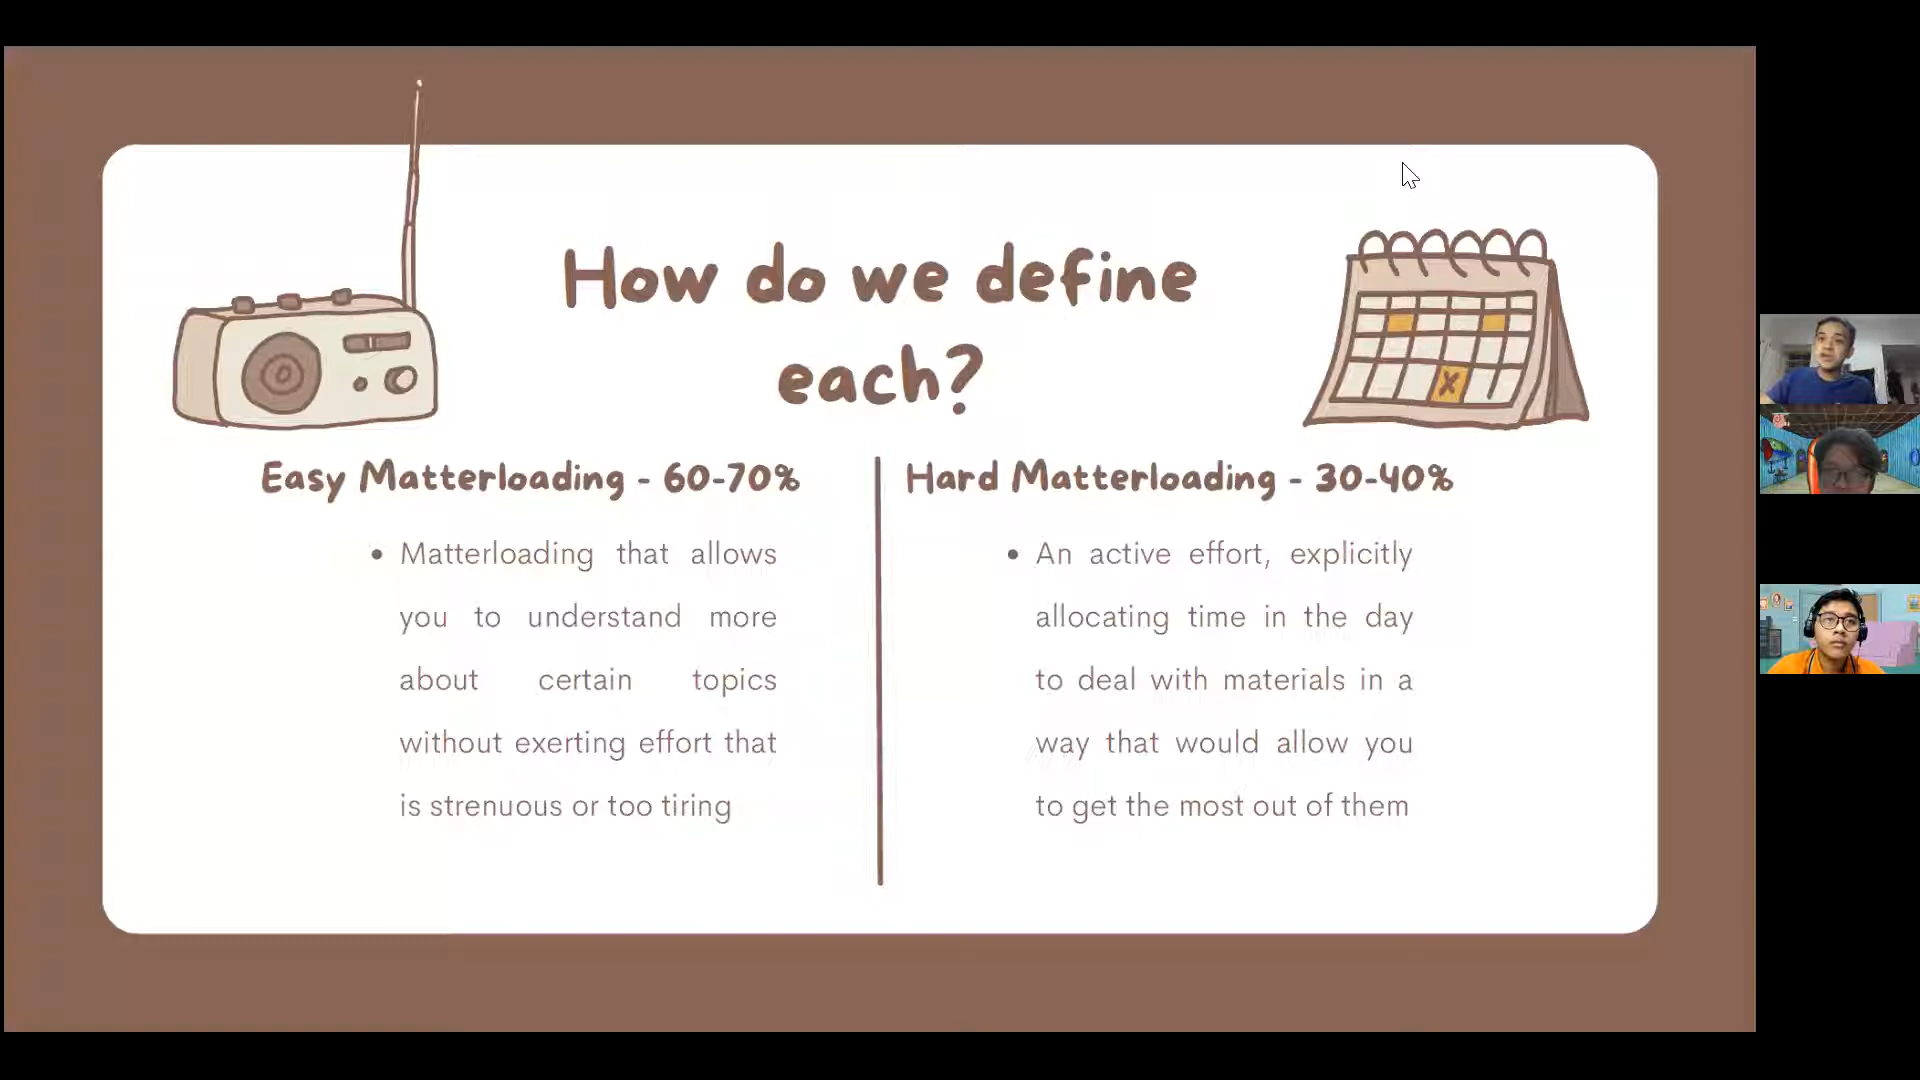 How do we define
each?
Easy Matterloading - 60-70%
Matterloading that allows
you to understand more
about certain topics
without exerting effort that
is strenuous or too tiring
Hard Matterloading - 30-40%
An active effort, explicitly
allocating time in the day
to deal with materials in a
way that would allow you
to get the most out of them